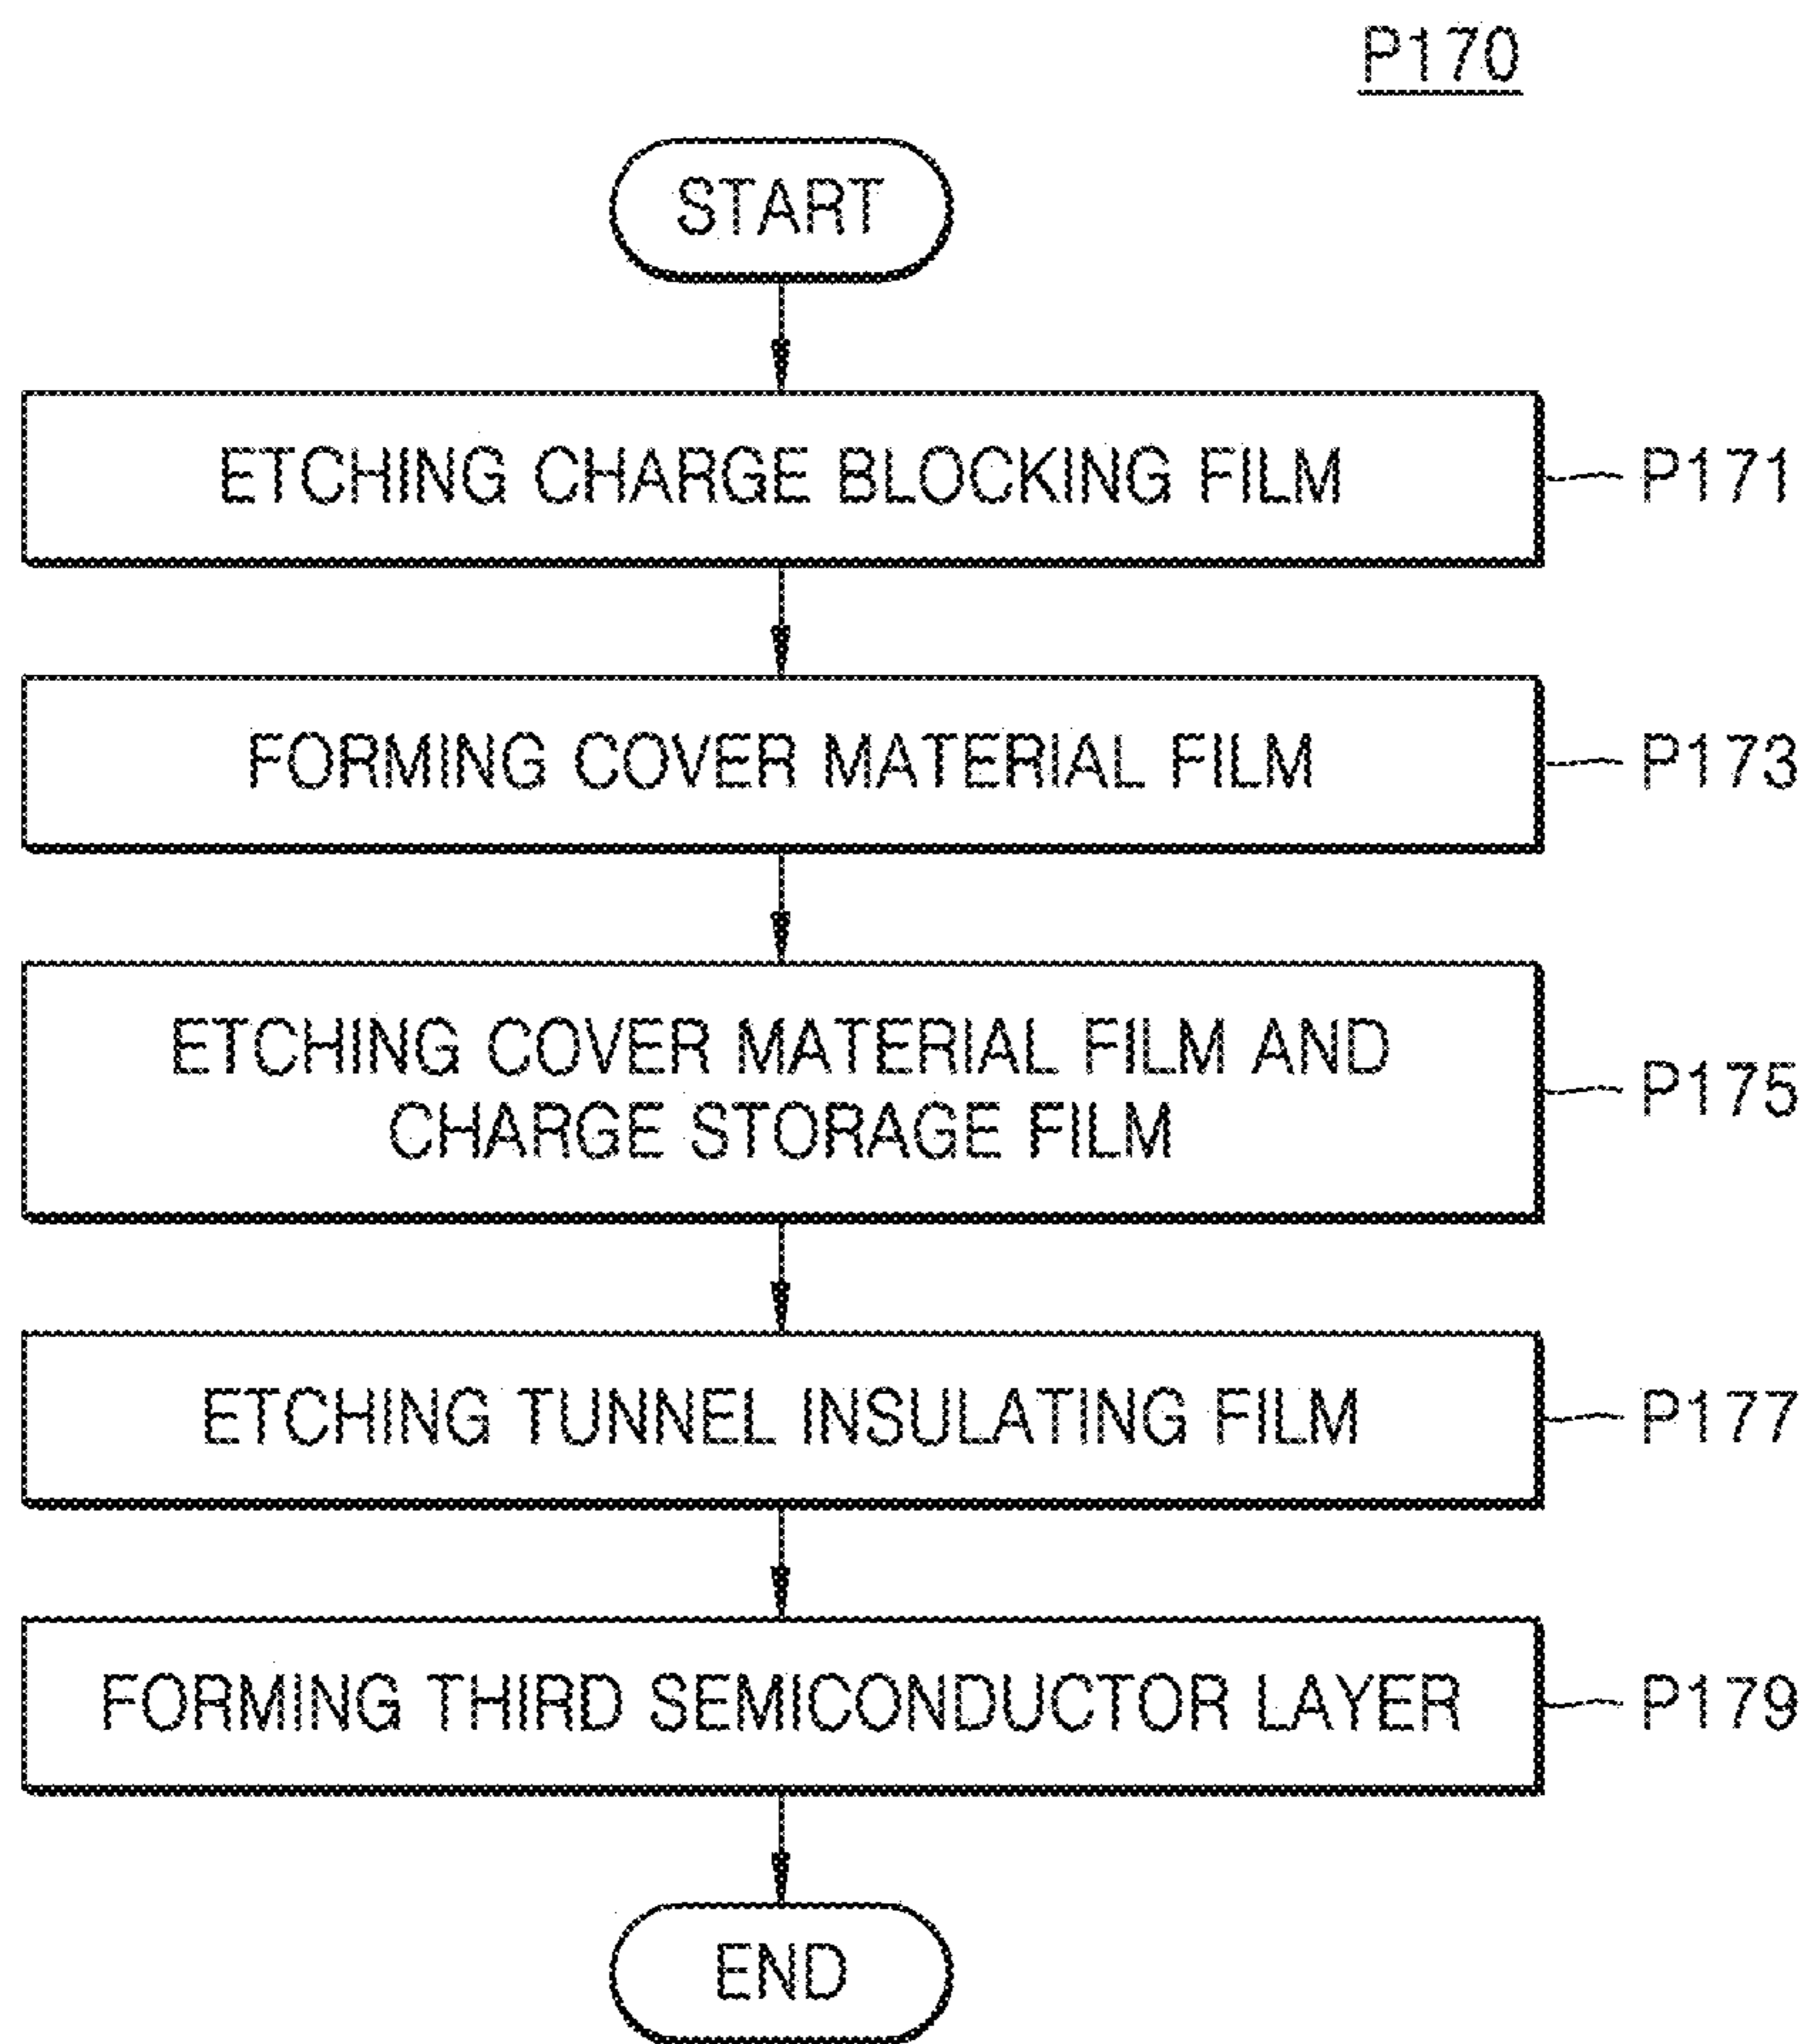 P170
START
ETCHING CHARGE BLOCKING FILM
P171
FORMING COVER MATERIAL FILM
P173
ETCHING COVER MATERIAL FILM AND
CHARGE STORAGE FILM
P175
ETCHING TUNNEL INSULATING FILM
P177
FORMING THIRD SEMICONDUCTOR LAYER
P179
END